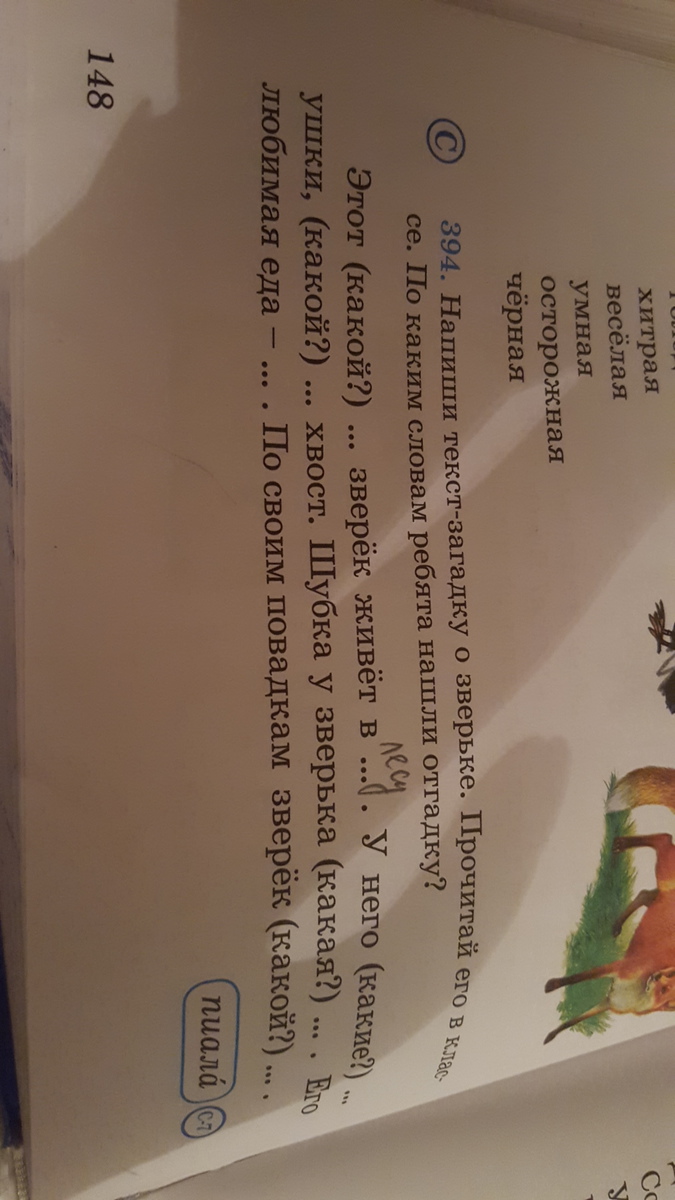 хитрая
весёлая
умная
осторожная
чёрная
С 394. Напиши текст-загадку о зверьке. Прочитай его в клас-
се. По каким словам ребята нашли отгадку?
Этот (какой?) ... зверёк живёт в ... . У него (какие?) ...
лесу
ушки, (какой?) ... хвост. Шубка у зверька (какая?) ... . Его
любимая еда – ... . По своим повадкам зверёк (какой?) ... .
пиала́ С-7
148